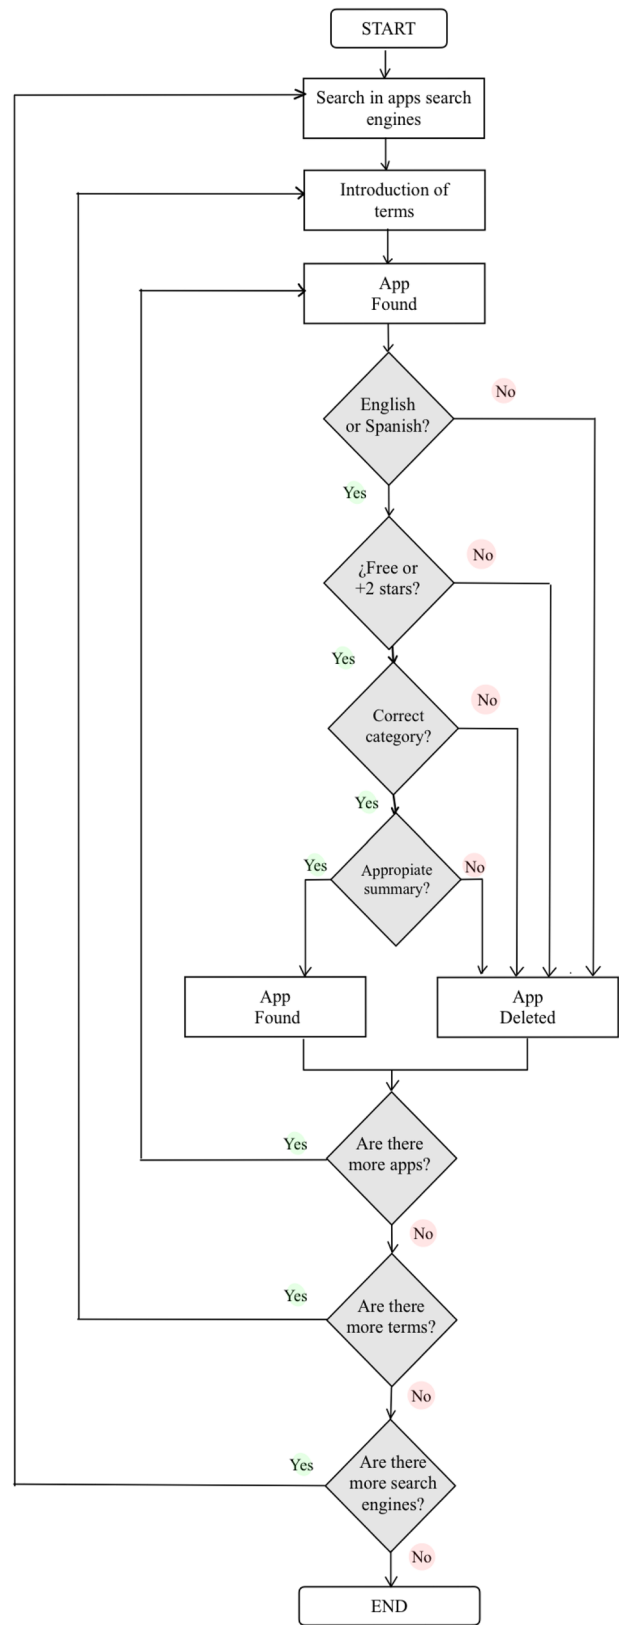 START
Search in apps search
engines
Introduction of
terms
App
Found
English
or Spanish?
No
Yes
¿Free or
+2 stars?
No
Yes
Correct
category?
No
Yes
Appropiate
summary?
Yes
No
App
Found
App
Deleted
Are there
more apps?
Yes
No
Are there
more terms?
Yes
No
Are there
more search
engines?
Yes
No
END